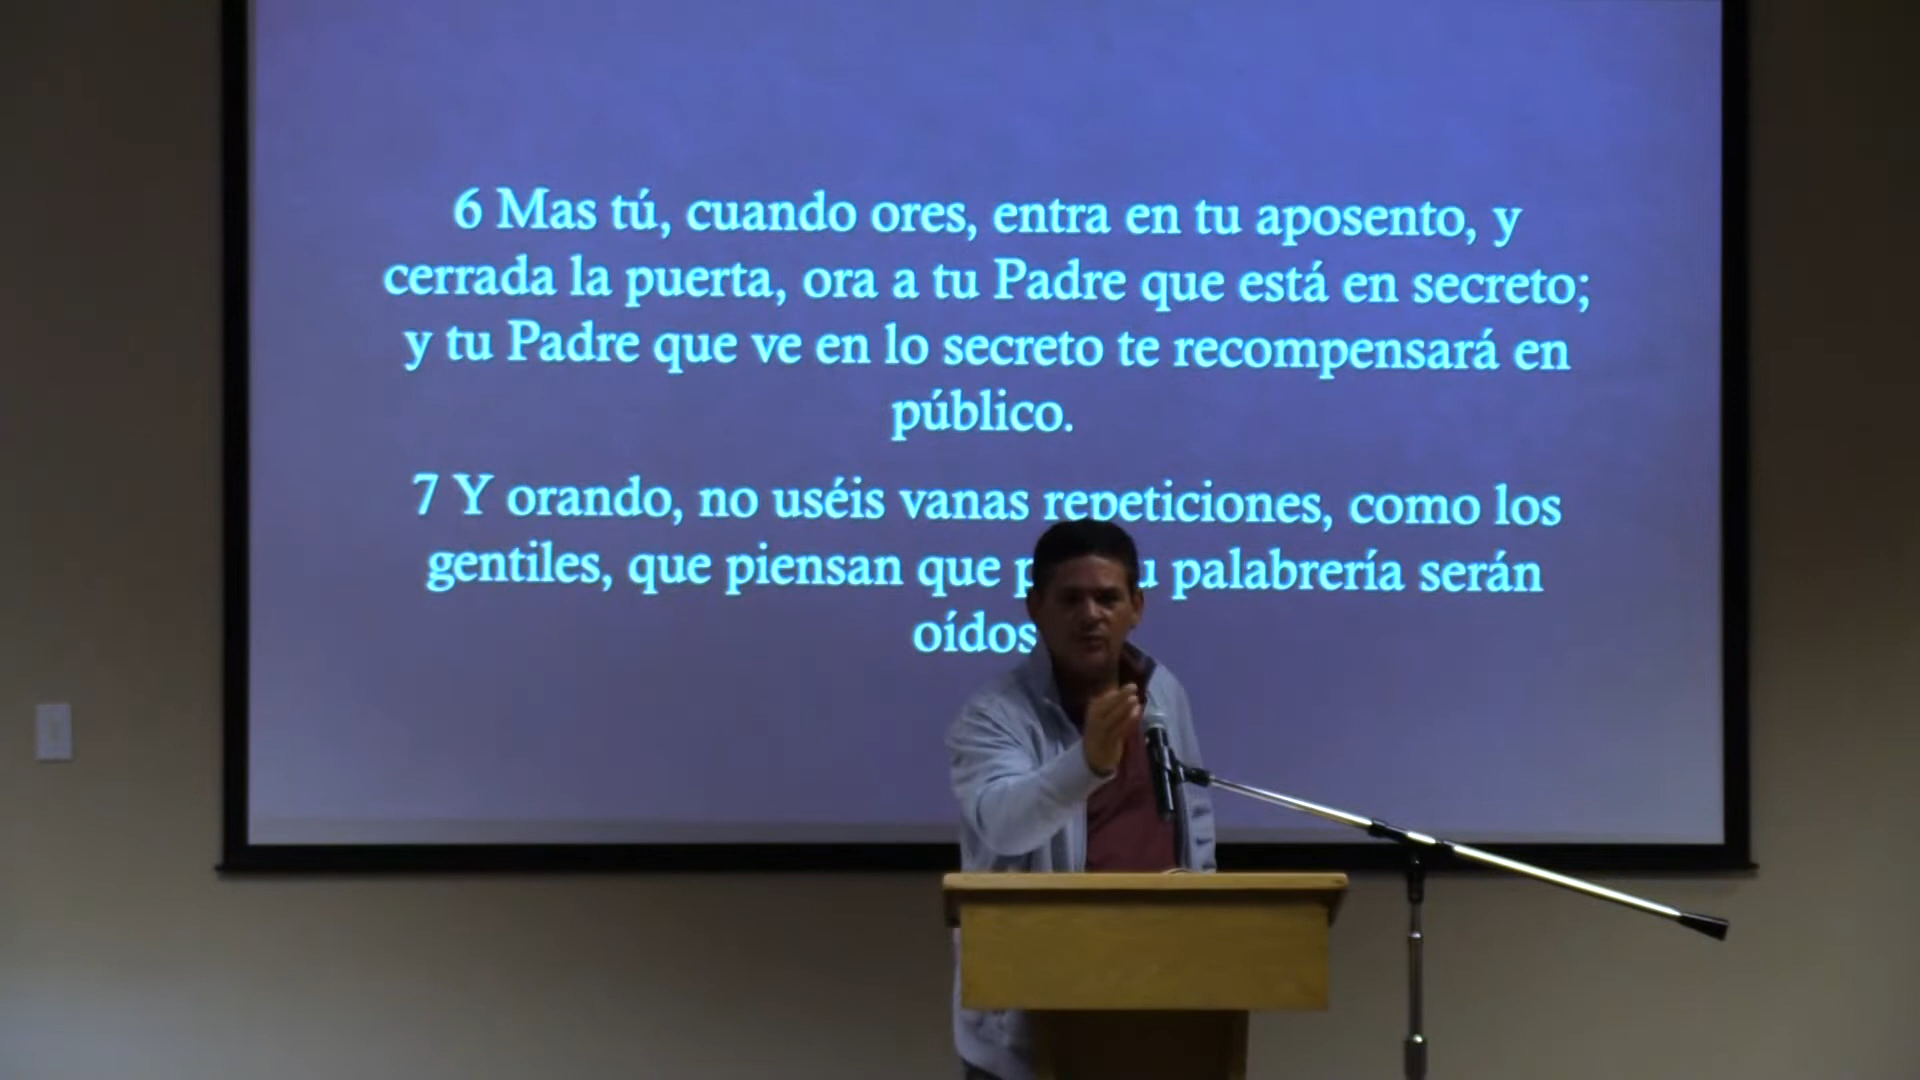 6 Mas tú, cuando ores, entra en tu aposento, y
cerrada la puerta, ora a tu Padre que está en secreto;
y tu Padre que ve en lo secreto te recompensará en
público.
7 Y orando, no uséis vanas repeticiones, como los
gentiles, que piensan que palabrería serán
oídos